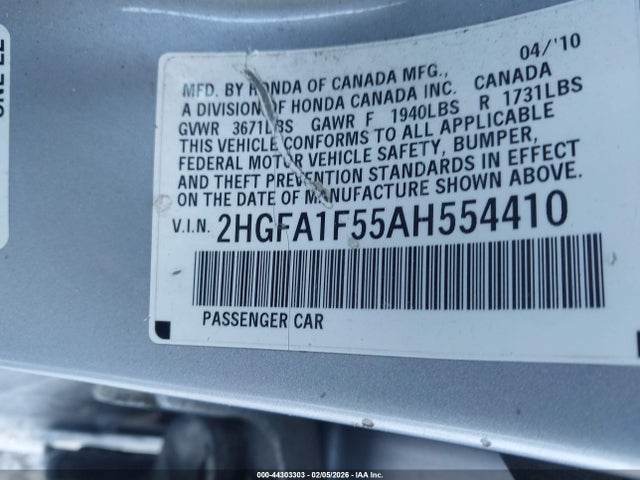 04/'10
MFD. BY HONDA OF CANADA MFG., CANADA
A DIVISION OF HONDA CANADA INC.
GVWR 3671LBS GAWR F 1940LBS R 1731LBS
THIS VEHICLE CONFORMS TO ALL APPLICABLE
FEDERAL MOTOR VEHICLE SAFETY, BUMPER,
AND THEFT PREVENTION STANDARDS IN EFFECT
ON THE DATE OF MANUFACTURE SHOWN ABOVE.
V.I.N. 2HGFA1F55AH554410
PASSENGER CAR
000-44303303 - 02/05/2026 - IAA Inc.